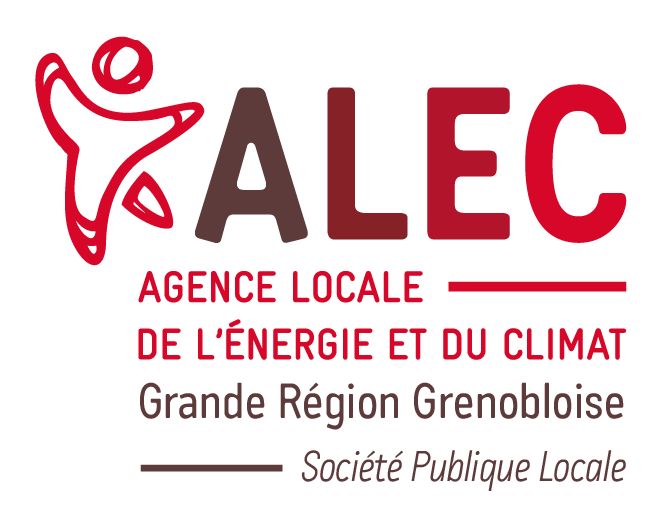 ALEC
AGENCE LOCALE
DE L'ÉNERGIE ET DU CLIMAT
Grande Région Grenobloise
Société Publique Locale